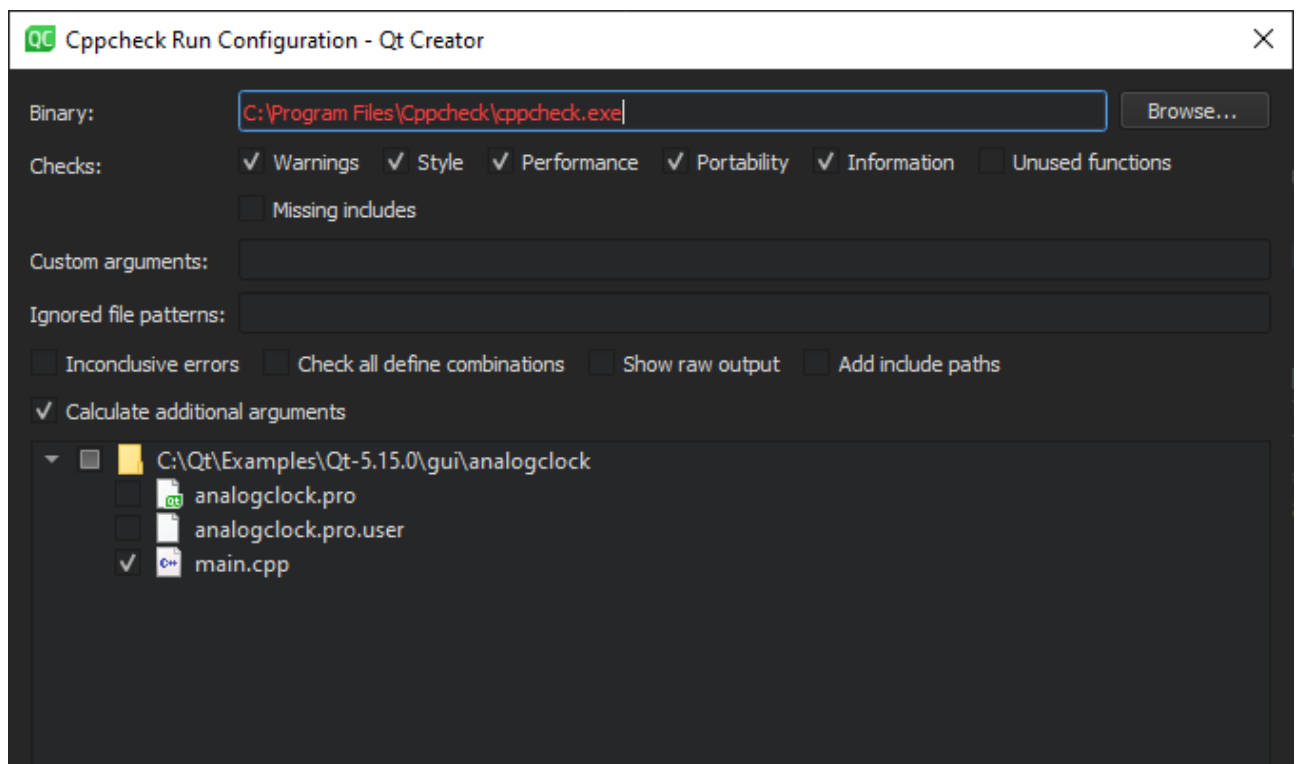 QC Cppcheck Run Configuration - Qt Creator
Binary: C:\Program Files\Cppcheck\cppcheck.exe Browse...
Checks: Warnings Style Performance Portability Information Unused functions
Missing includes
Custom arguments:
Ignored file patterns:
Inconclusive errors Check all define combinations Show raw output Add include paths
Calculate additional arguments
C:\Qt\Examples\Qt-5.15.0\gui\analogclock
Qt analogclock.pro
analogclock.pro.user
C++ main.cpp